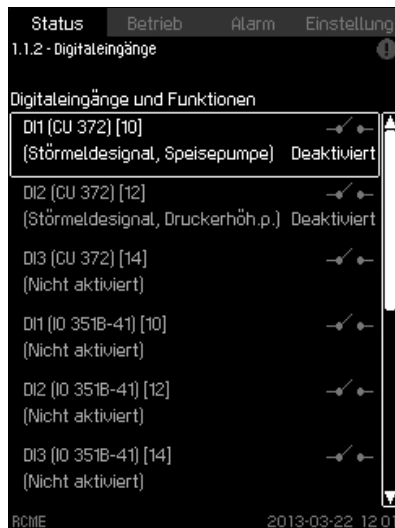 Status Betrieb Alarm Einstellung
1.1.2 - Digitaleingänge
Digitaleingänge und Funktionen
DI1 (CU 372) [10]
(Störmeldesignal, Speisepumpe) Deaktiviert
DI2 (CU 372) [12]
(Störmeldesignal, Druckerhöh.p.) Deaktiviert
DI3 (CU 372) [14]
(Nicht aktiviert)
DI1 (IO 351B-41) [10]
(Nicht aktiviert)
DI2 (IO 351B-41) [12]
(Nicht aktiviert)
DI3 (IO 351B-41) [14]
(Nicht aktiviert)
RCME 2013-03-22 12:01